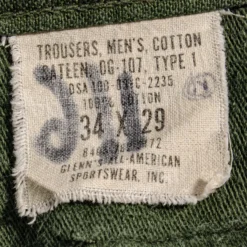 TROUSERS, MEN'S, COTTON
SATEEN, OG-107, TYPE 1
100% COTTON
34 X 29
GLENN'S ALL-AMERICAN
SPORTSWEAR, INC.